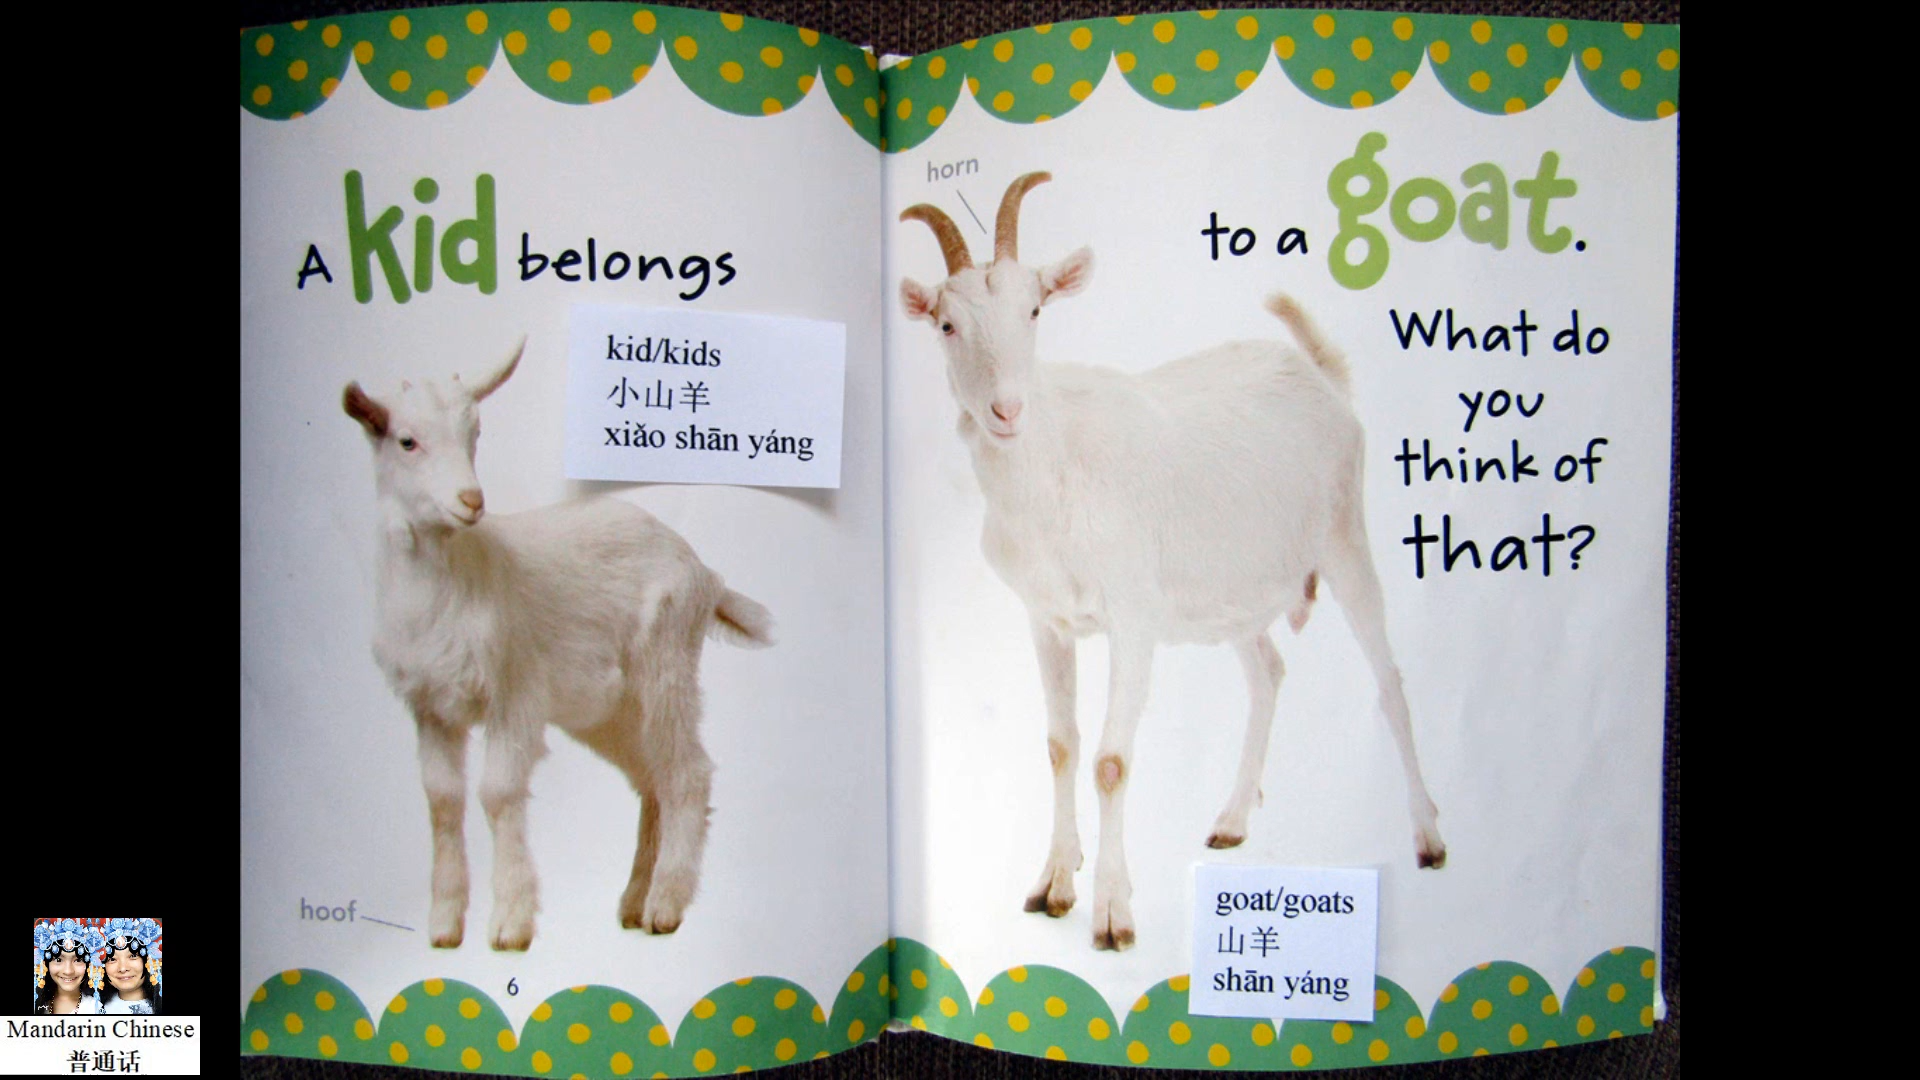 A kid belongs
kid/kids
小山羊
xiǎo shān yáng
hoof
6
horn
to a goat.
What do
you
think of
that?
goat/goats
山羊
shān yáng
Mandarin Chinese
普通话